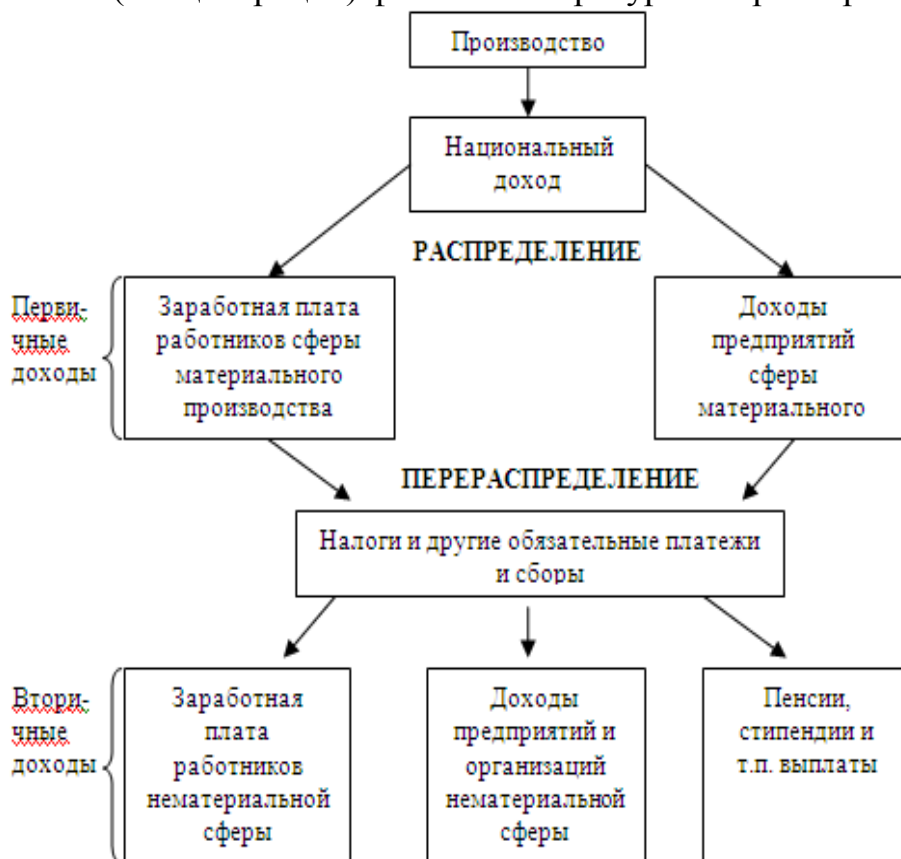 Производство
Национальный
доход
РАСПРЕДЕЛЕНИЕ
Перви-
чные
доходы
Заработная плата
работников сферы
материального
производства
Доходы
предприятий
сферы
материального
ПЕРЕРАСПРЕДЕЛЕНИЕ
Налоги и другие обязательные платежи
и сборы
Втори-
чные
доходы
Заработная
плата
работников
нематериальной
сферы
Доходы
предприятий и
организаций
нематериальной
сферы
Пенсии,
стипендии и
т.п. выплаты